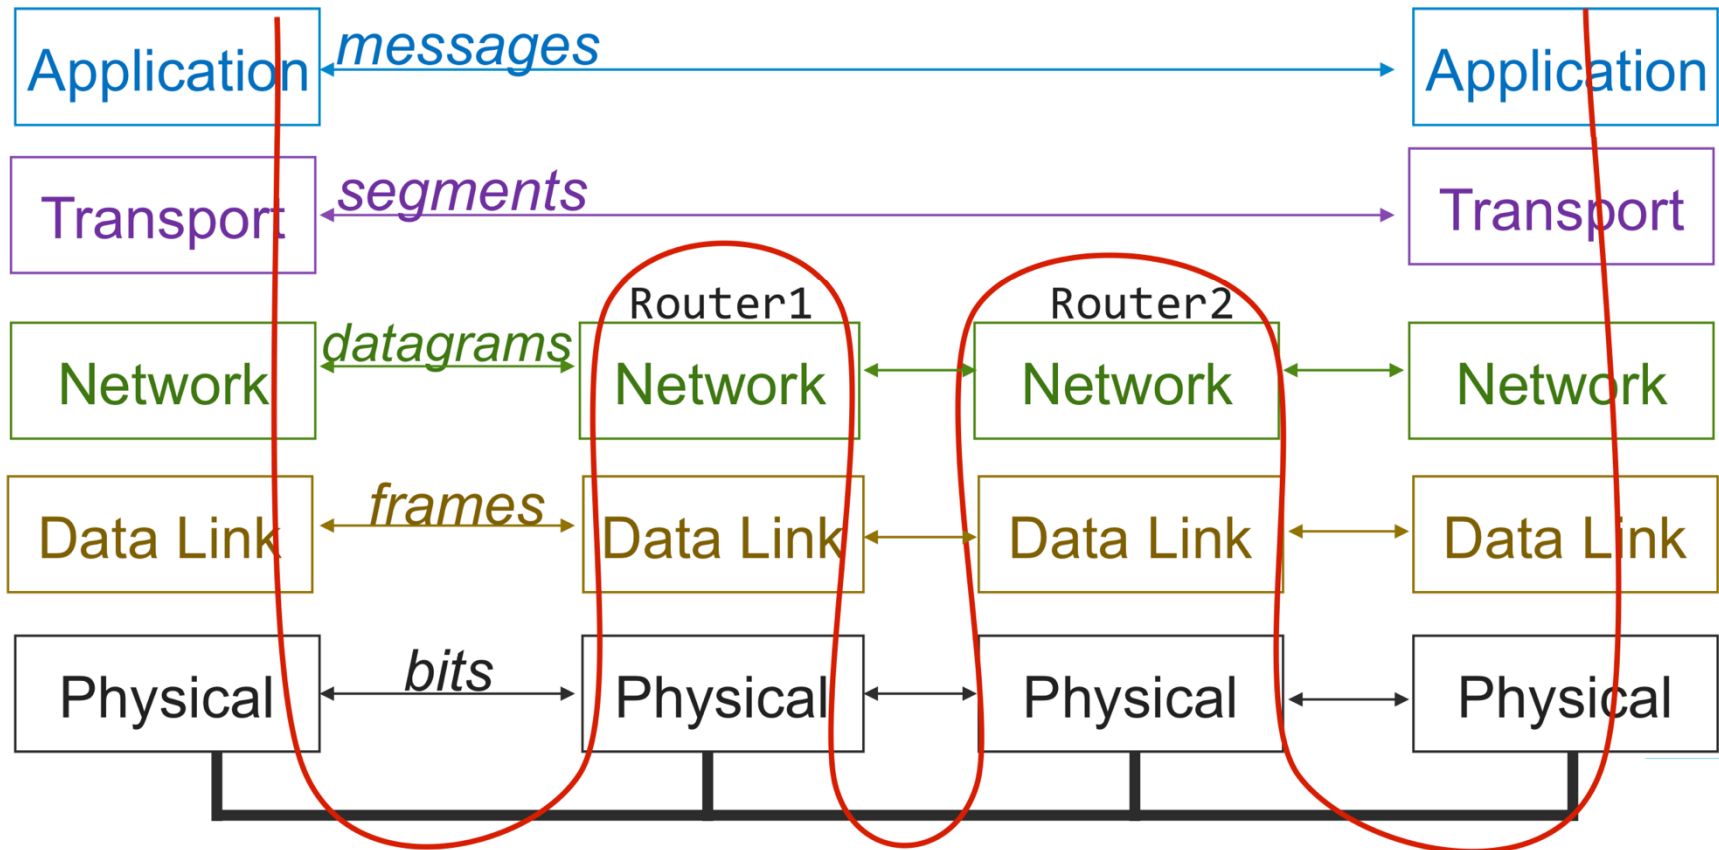 Application messages Application
Transport segments Transport
Router1 Router2
Network datagrams Network Network Network
Data Link frames Data Link Data Link Data Link
Physical bits Physical Physical Physical